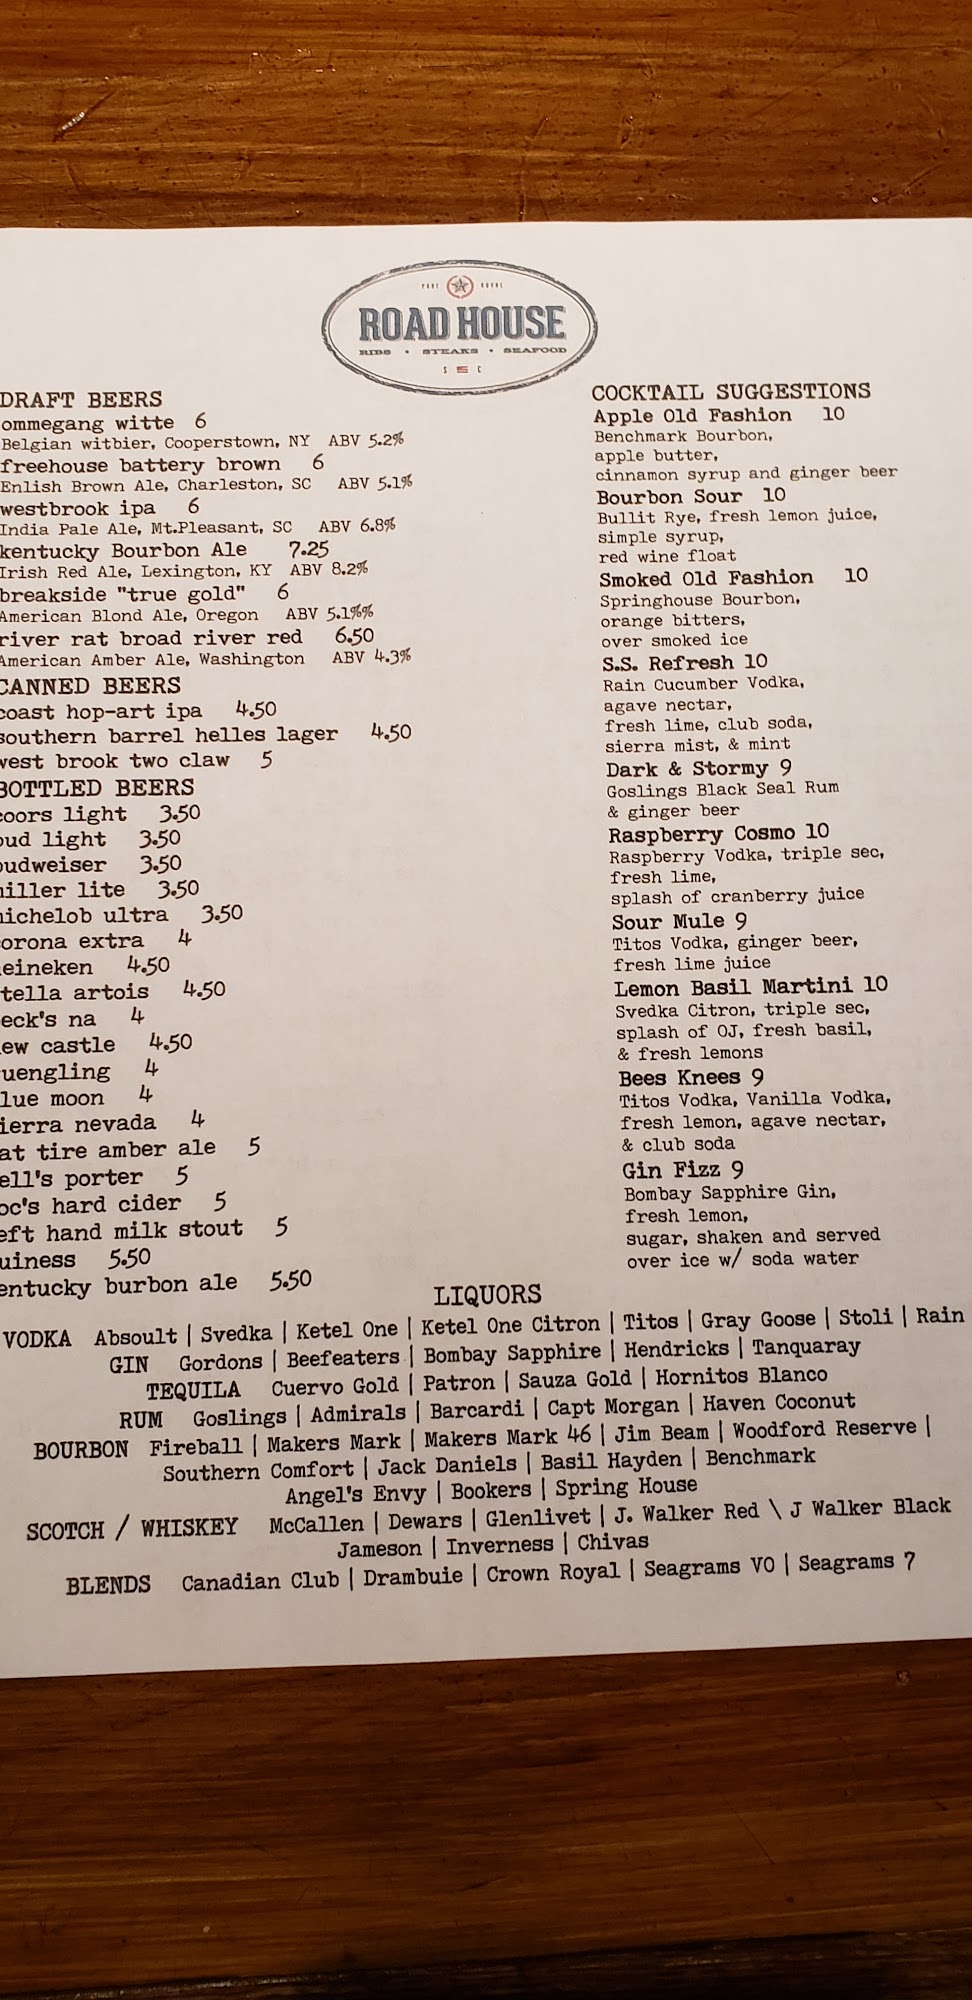 PORT ROYAL
ROAD HOUSE
RIBS • STEAKS • SEAFOOD
S C
DRAFT BEERS
ommegang witte 6
Belgian witbier, Cooperstown, NY ABV 5.2%
freehouse battery brown 6
Enlish Brown Ale, Charleston, SC ABV 5.1%
westbrook ipa 6
India Pale Ale, Mt.Pleasant, SC ABV 6.8%
kentucky Bourbon Ale 7.25
Irish Red Ale, Lexington, KY ABV 8.2%
breakside "true gold" 6
American Blond Ale, Oregon ABV 5.1%%
river rat broad river red 6.50
American Amber Ale, Washington ABV 4.3%
CANNED BEERS
coast hop-art ipa 4.50
southern barrel helles lager 4.50
west brook two claw 5
BOTTLED BEERS
coors light 3.50
bud light 3.50
budweiser 3.50
miller lite 3.50
michelob ultra 3.50
corona extra 4
eineken 4.50
tella artois 4.50
eck's na 4
ew castle 4.50
uengling 4
lue moon 4
ierra nevada 4
at tire amber ale 5
ell's porter 5
oc's hard cider 5
eft hand milk stout 5
uiness 5.50
entucky burbon ale 5.50
COCKTAIL SUGGESTIONS
Apple Old Fashion 10
Benchmark Bourbon,
apple butter,
cinnamon syrup and ginger beer
Bourbon Sour 10
Bullit Rye, fresh lemon juice,
simple syrup,
red wine float
Smoked Old Fashion 10
Springhouse Bourbon,
orange bitters,
over smoked ice
S.S. Refresh 10
Rain Cucumber Vodka,
agave nectar,
fresh lime, club soda,
sierra mist, & mint
Dark & Stormy 9
Goslings Black Seal Rum
& ginger beer
Raspberry Cosmo 10
Raspberry Vodka, triple sec,
fresh lime,
splash of cranberry juice
Sour Mule 9
Titos Vodka, ginger beer,
fresh lime juice
Lemon Basil Martini 10
Svedka Citron, triple sec,
splash of OJ, fresh basil,
& fresh lemons
Bees Knees 9
Titos Vodka, Vanilla Vodka,
fresh lemon, agave nectar,
& club soda
Gin Fizz 9
Bombay Sapphire Gin,
fresh lemon,
sugar, shaken and served
over ice w/ soda water
LIQUORS
VODKA Absoult | Svedka | Ketel One | Ketel One Citron | Titos | Gray Goose | Stoli | Rain
GIN Gordons | Beefeaters | Bombay Sapphire | Hendricks | Tanquaray
TEQUILA Cuervo Gold | Patron | Sauza Gold | Hornitos Blanco
RUM Goslings | Admirals | Barcardi | Capt Morgan | Haven Coconut
BOURBON Fireball | Makers Mark | Makers Mark 46 | Jim Beam | Woodford Reserve |
Southern Comfort | Jack Daniels | Basil Hayden | Benchmark
Angel's Envy | Bookers | Spring House
SCOTCH / WHISKEY McCallen | Dewars | Glenlivet | J. Walker Red \ J Walker Black
Jameson | Inverness | Chivas
BLENDS Canadian Club | Drambuie | Crown Royal | Seagrams VO | Seagrams 7